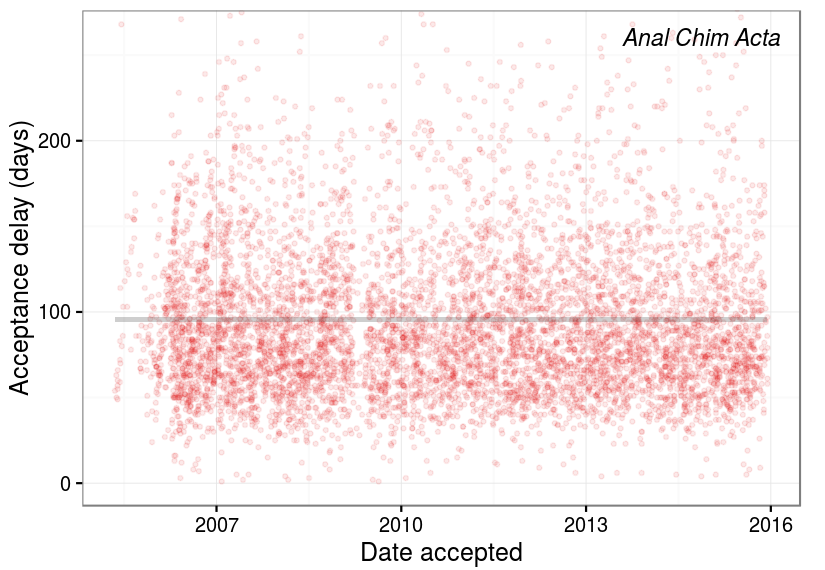 Anal Chim Acta
Acceptance delay (days)
200
100
0
2007 2010 2013 2016
Date accepted